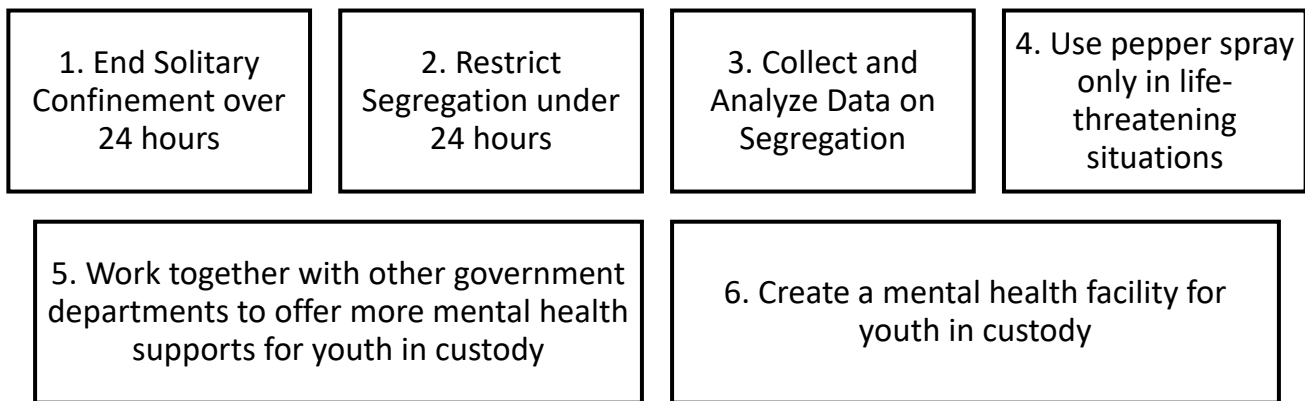 1. End Solitary
Confinement over
24 hours
2. Restrict
Segregation under
24 hours
3. Collect and
Analyze Data on
Segregation
4. Use pepper spray
only in life-
threatening
situations
5. Work together with other government
departments to offer more mental health
supports for youth in custody
6. Create a mental health facility for
youth in custody